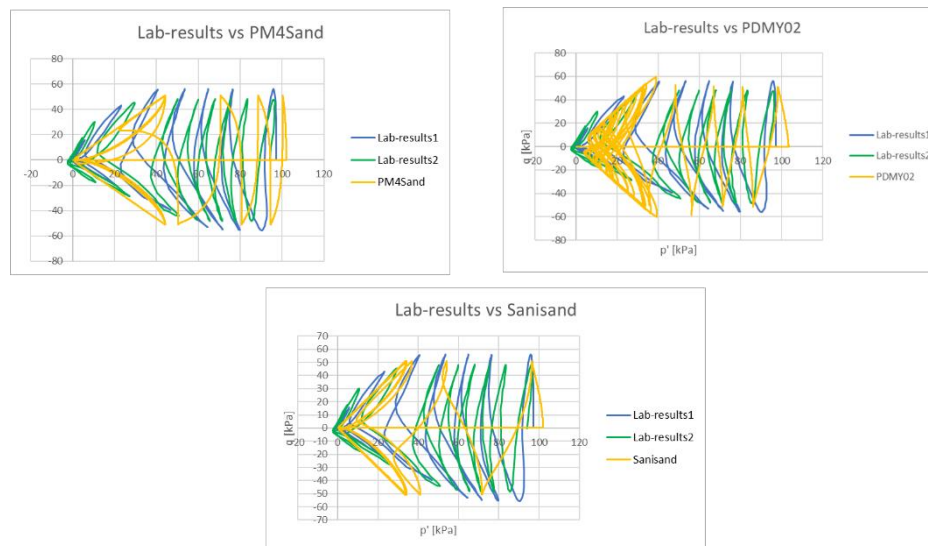 Lab-results vs PM4Sand
80
60
40
20
0
-20
-40
-60
-80
-20 0 20 40 60 80 100 120
Lab-results1
Lab-results2
PM4Sand
Lab-results vs PDMY02
q [kPa]
80
60
40
20
0
-20
-40
-60
-80
-20 0 20 40 60 80 100 120
p' [kPa]
Lab-results1
Lab-results2
PDMY02
Lab-results vs Sanisand
q [kPa]
70
60
50
40
30
20
10
0
-10
-20
-30
-40
-50
-60
-70
-20 0 20 40 60 80 100 120
p' [kPa]
Lab-results1
Lab-results2
Sanisand